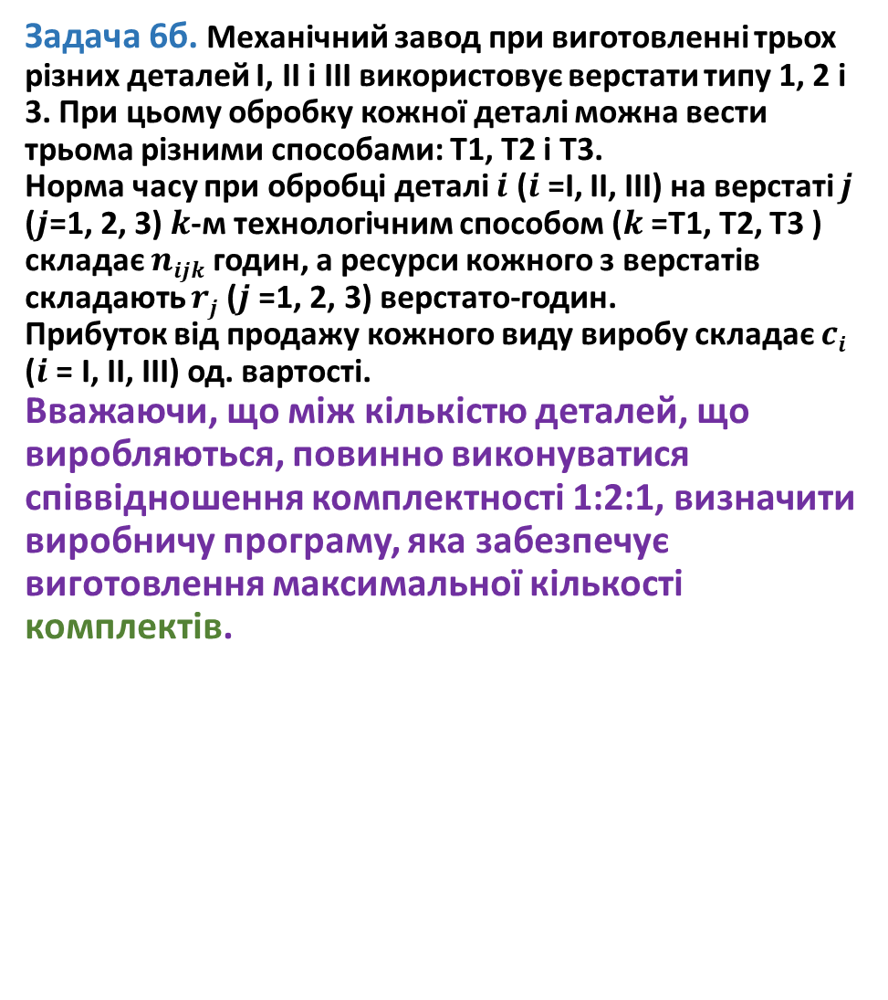 Задача 6б. Механічний завод при виготовленні трьох
різних деталей I, II і III використовує верстати типу 1, 2 і
3. При цьому обробку кожної деталі можна вести
трьома різними способами: Т1, Т2 і Т3.
Норма часу при обробці деталі i (i =I, II, III) на верстаті j
(j=1, 2, 3) k-м технологічним способом (k =Т1, Т2, Т3 )
складає n_{ijk} годин, а ресурси кожного з верстатів
складають r_j (j =1, 2, 3) верстато-годин.
Прибуток від продажу кожного виду виробу складає c_i
(i = I, II, III) од. вартості.
Вважаючи, що між кількістю деталей, що
виробляються, повинно виконуватися
співвідношення комплектності 1:2:1, визначити
виробничу програму, яка забезпечує
виготовлення максимальної кількості
комплектів.